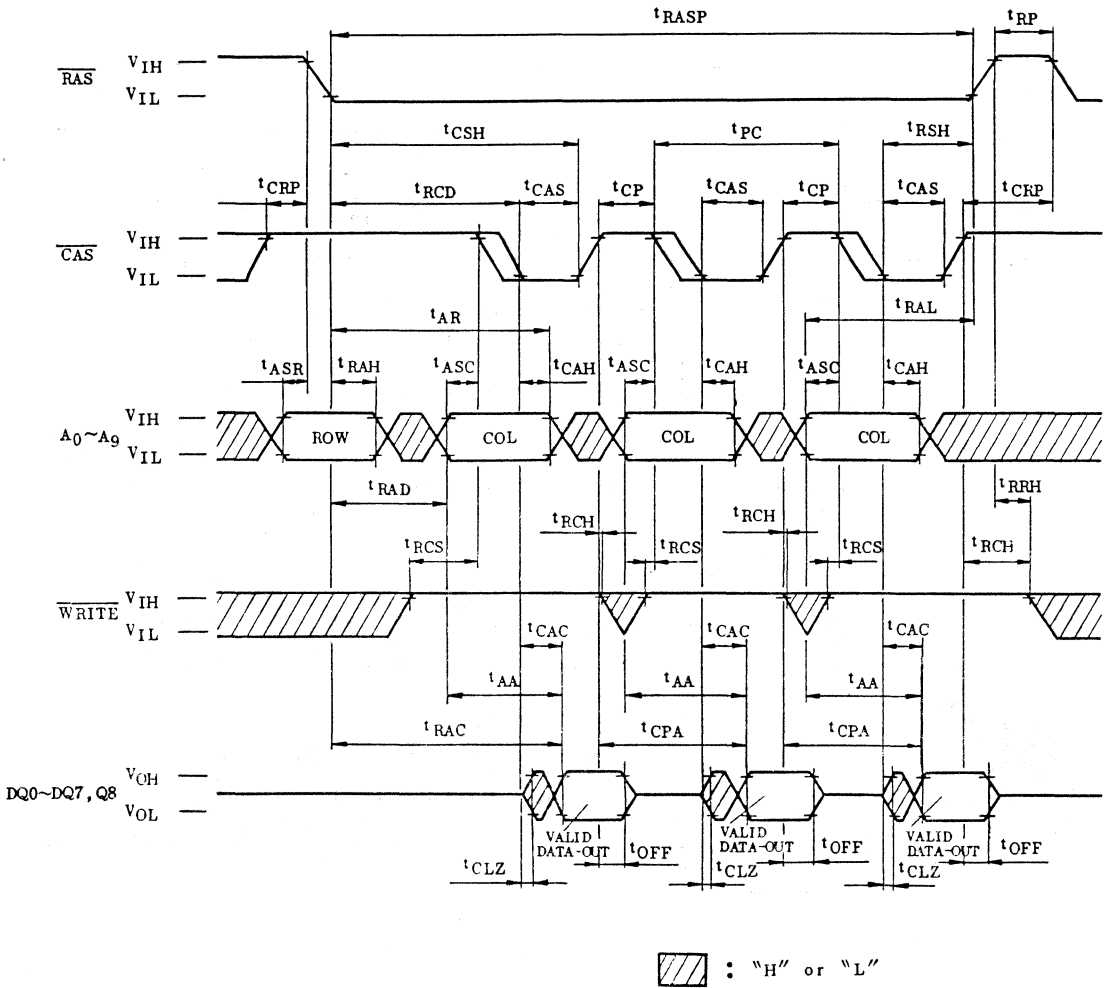 tRASP tRP
RAS VIH
VIL
tCSH tPC tRSH
tCRP tRCD tCAS tCP tCAS tCP tCAS tCRP
CAS VIH
VIL
tAR tRAL
tASR tRAH tASC tCAH tASC tCAH tASC tCAH
A0~A9 VIH
VIL
ROW COL COL COL
tRAD tRRH
tRCH tRCH
tRCS tRCS tRCS tRCH
WRITE VIH
VIL
tCAC tCAC tCAC
tAA tAA tAA
tRAC tCPA tCPA
DQ0~DQ7, Q8 VOH
VOL
VALID DATA-OUT
VALID DATA-OUT
VALID DATA-OUT
tOFF tOFF tOFF
tCLZ tCLZ tCLZ
: "H" or "L"